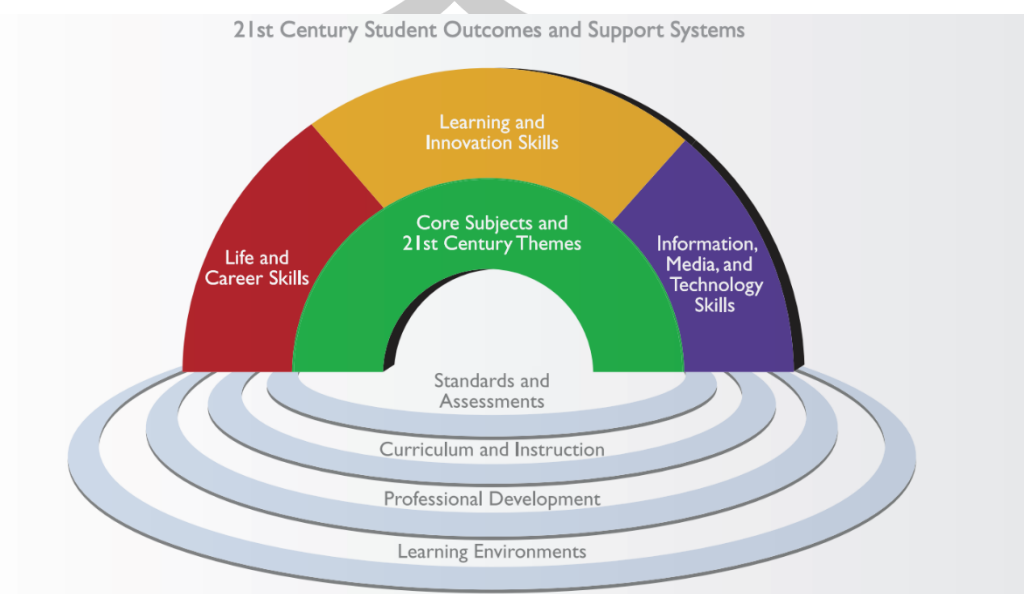 21st Century Student Outcomes and Support Systems
Learning and
Innovation Skills
Core Subjects and
21st Century Themes
Life and
Career Skills
Information,
Media, and
Technology
Skills
Standards and
Assessments
Curriculum and Instruction
Professional Development
Learning Environments